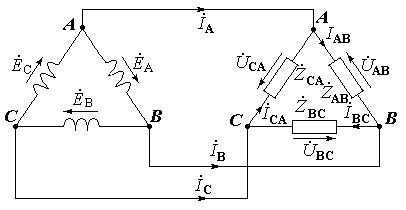 A
İ_A
A
İ_AB
Ė_C
Ė_A
U̇_CA
Ż_CA
U̇_AB
Ż_AB
Ė_B
C
B
C
İ_CA
Ż_BC
İ_BC
B
U̇_BC
İ_B
İ_C